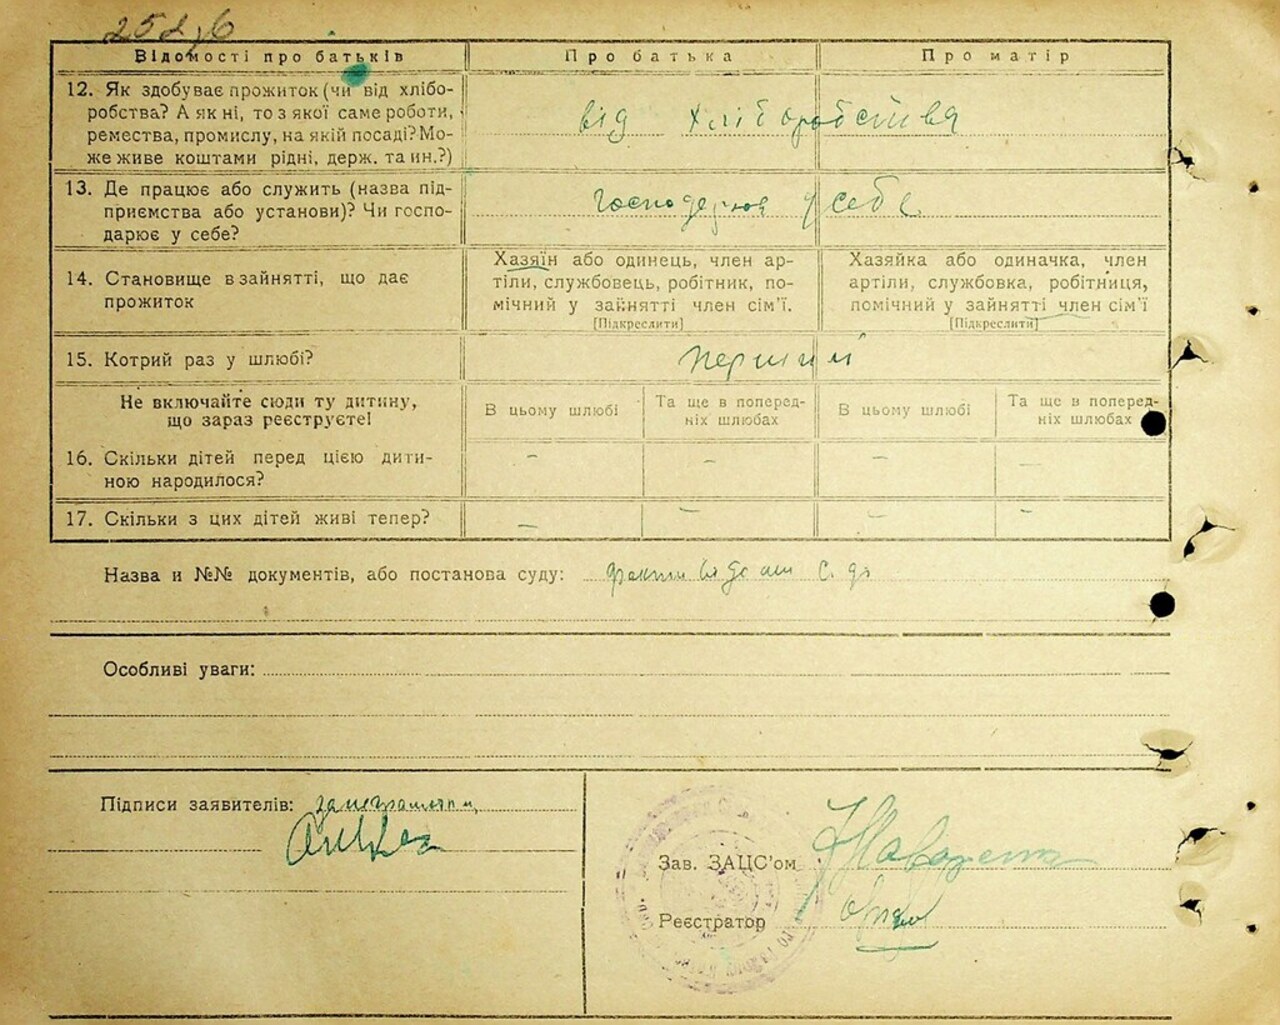 Відомості про батьків Про батька Про матір
12. Як здобуває прожиток (чи від хлібо-
робства? А як ні, то з якої саме роботи,
ремества, промислу, на якій посаді? Мо-
же живе коштами рідні, держ. та ин.?)
від хліборобства
13. Де працює або служить (назва під-
приємства або установи)? Чи госпо-
дарює у себе?
у себе
14. Становище в зайнятті, що дає
прожиток
Хазяїн або одинець, член ар-
тіли, службовець, робітник, по-
мічний у зайнятті член сім'ї.
[Підкреслити]
Хазяйка або одиначка, член
артіли, службовка, робітниця,
помічний у зайнятті член сім'ї
[Підкреслити]
15. Котрий раз у шлюбі?
перший
Не включайте сюди ту дитину,
що зараз реєструєте!
В цьому шлюбі
Та ще в поперед-
ніх шлюбах
В цьому шлюбі
Та ще в поперед-
ніх шлюбах
16. Скільки дітей перед цією дити-
ною народилося?
– – – –
17. Скільки з цих дітей живі тепер?
– – – –
Назва и №№ документів, або постанова суду:
Особливі уваги:
Підписи заявителів:
Зав. ЗАЦС'ом
Реєстратор